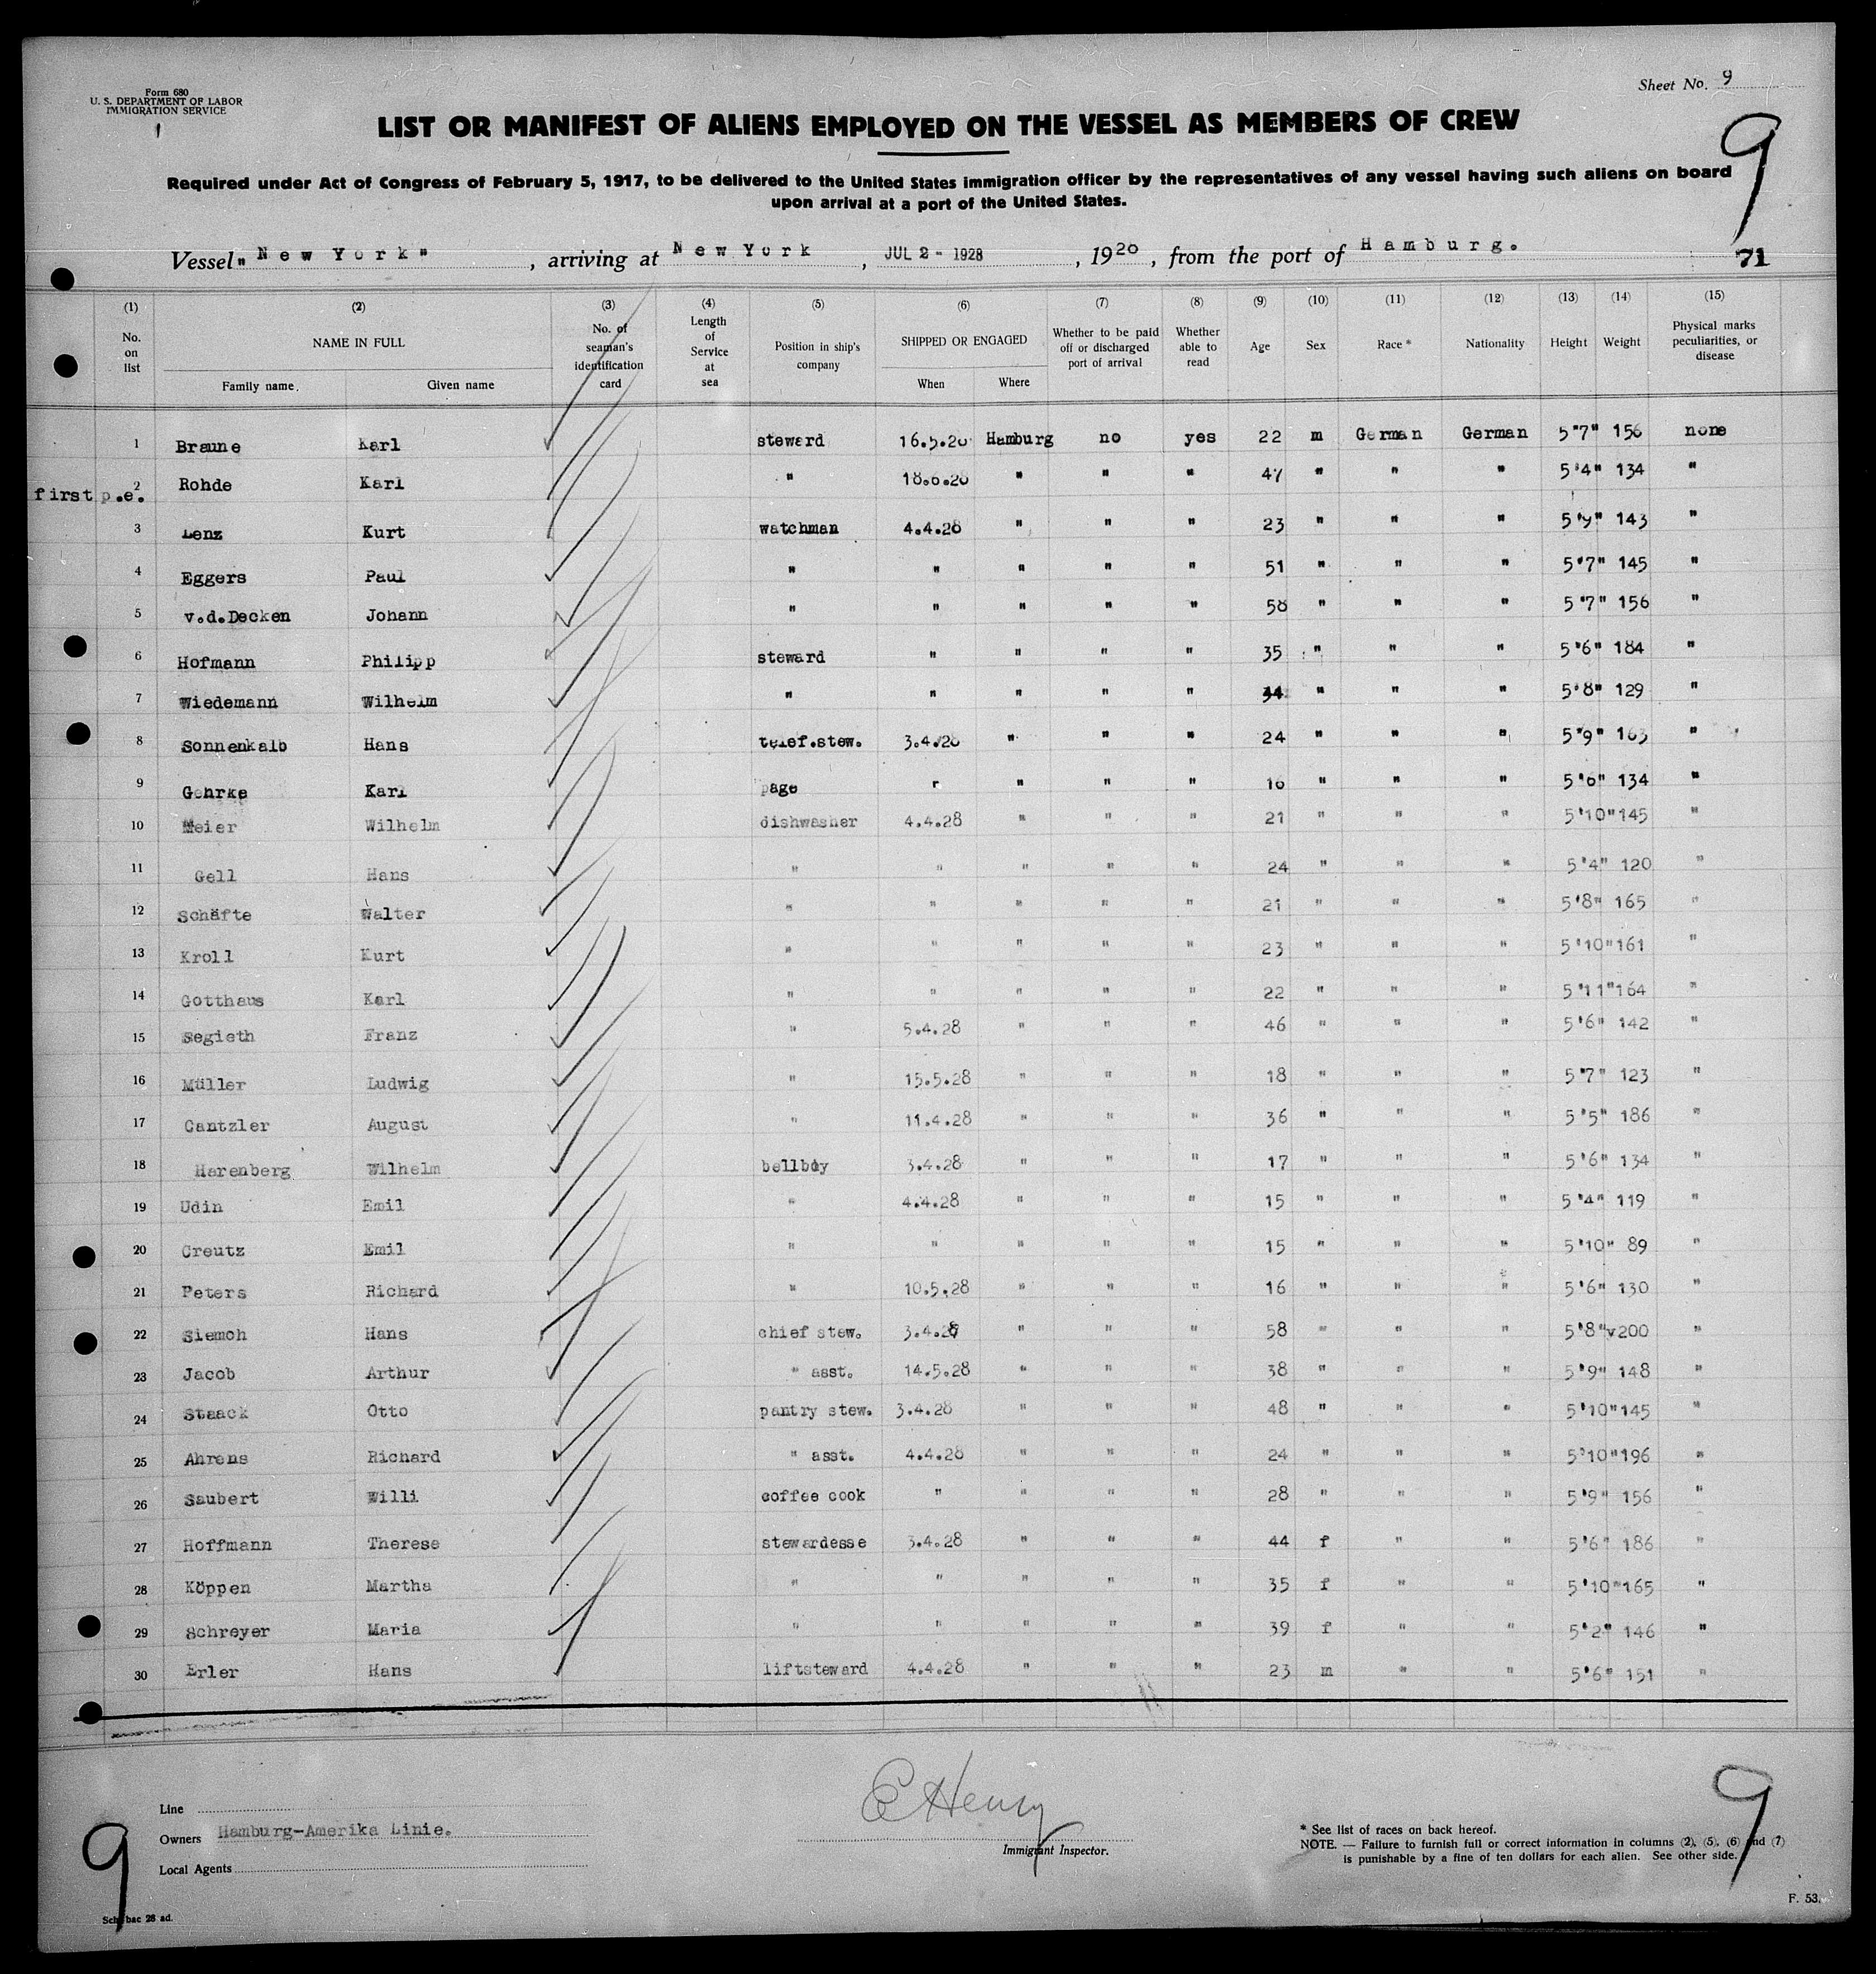 Form 680
U. S. DEPARTMENT OF LABOR
IMMIGRATION SERVICE
Sheet No. 9
LIST OR MANIFEST OF ALIENS EMPLOYED ON THE VESSEL AS MEMBERS OF CREW
9
Required under Act of Congress of February 5, 1917, to be delivered to the United States immigration officer by the representatives of any vessel having such aliens on board
upon arrival at a port of the United States.
Vessel "New York", arriving at New York, JUL 2 - 1928, 1928, from the port of Hamburg. 71
(1) (2) (3) (4) (5) (6) (7) (8) (9) (10) (11) (12) (13) (14) (15)
No. on list NAME IN FULL Family name. Given name No. of seaman's identification card Length of Service at sea Position in ship's company SHIPPED OR ENGAGED When Where Whether to be paid off or discharged port of arrival Whether able to read Age Sex Race * Nationality Height Weight Physical marks peculiarities, or disease
1 Braune Karl steward 16.5.28 Hamburg no yes 22 m German German 5'7" 156 none
first p.e. 2 Rohde Karl " 18.6.28 " " " 47 " " " 5'4" 134 "
3 Lenz Kurt watchman 4.4.28 " " " 23 " " " 5'9" 143 "
4 Eggers Paul " " " " " 51 " " " 5'7" 145 "
5 v.d.Decken Johann " " " " " 58 " " " 5'7" 156 "
6 Hofmann Philipp steward " " " " 35 " " " 5'6" 184 "
7 Wiedemann Wilhelm " " " " " 44 " " " 5'8" 129 "
8 Sonnenkalb Hans telef.stew. 3.4.28 " " " 24 " " " 5'9" 163 "
9 Gehrke Karl page " " " " 16 " " " 5'6" 134 "
10 Meier Wilhelm dishwasher 4.4.28 " " " 21 " " " 5'10" 145 "
11 Gell Hans " " " " " 24 " " " 5'4" 120 "
12 Schäfte Walter " " " " " 21 " " " 5'8" 165 "
13 Kroll Kurt " " " " " 23 " " " 5'10" 161 "
14 Gotthaus Karl " " " " " 22 " " " 5'11" 164 "
15 Segieth Franz " 5.4.28 " " " 46 " " " 5'6" 142 "
16 Müller Ludwig " 15.5.28 " " " 18 " " " 5'7" 123 "
17 Cantzler August " 11.4.28 " " " 36 " " " 5'5" 186 "
18 Harenberg Wilhelm bellboy 3.4.28 " " " 17 " " " 5'6" 134 "
19 Udin Emil " 4.4.28 " " " 15 " " " 5'4" 119 "
20 Creutz Emil " " " " " 15 " " " 5'10" 89 "
21 Peters Richard " 10.5.28 " " " 16 " " " 5'6" 130 "
22 Siemoh Hans chief stew. 3.4.28 " " " 58 " " " 5'8" v200 "
23 Jacob Arthur " asst. 14.5.28 " " " 38 " " " 5'9" 148 "
24 Staack Otto pantry stew. 3.4.28 " " " 48 " " " 5'10" 145 "
25 Ahrens Richard " asst. 4.4.28 " " " 24 " " " 5'10" 196 "
26 Saubert Willi coffee cook " " " " 28 " " " 5'9" 156 "
27 Hoffmann Therese stewardesse 3.4.28 " " " 44 f " " 5'6" 186 "
28 Köppen Martha " " " " " 35 f " " 5'10" 165 "
29 Schreyer Maria " " " " " 39 f " " 5'2" 146 "
30 Erler Hans liftsteward 4.4.28 " " " 23 m " " 5'6" 151 "
Line
Owners Hamburg-Amerika Linie.
Local Agents
E Henry
Immigrant Inspector.
* See list of races on back hereof.
NOTE. — Failure to furnish full or correct information in columns (2), (5), (6) and (7)
is punishable by a fine of ten dollars for each alien. See other side.
9
9
F. 53.